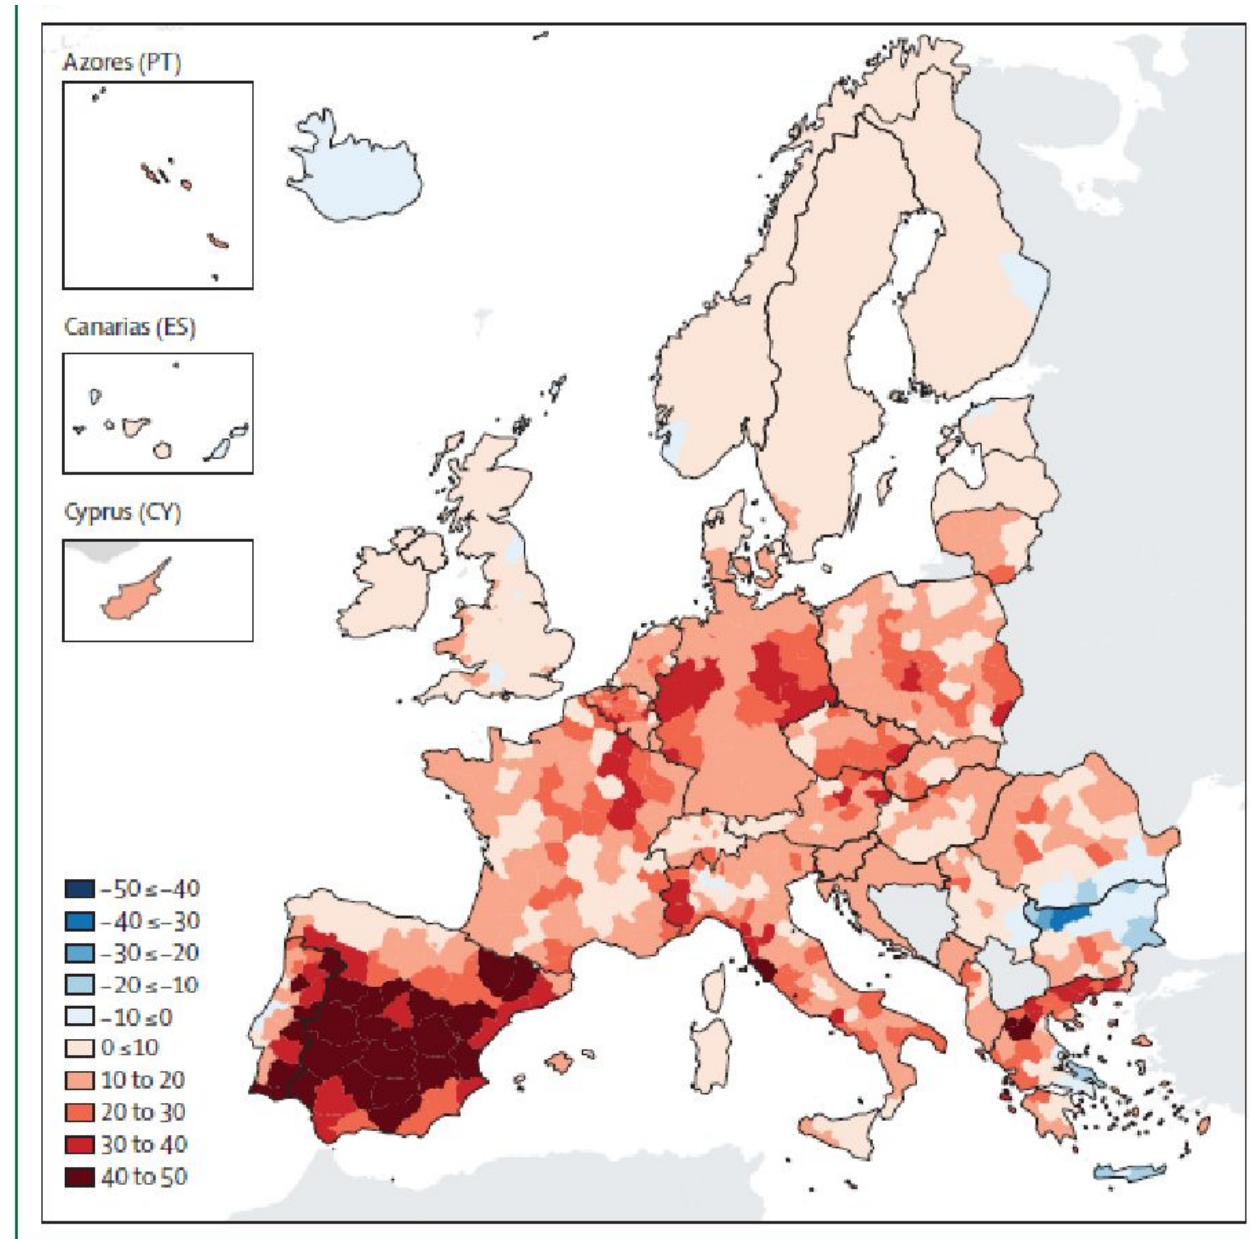 Azores (PT)
Canarias (ES)
Cyprus (CY)
−50 ≤ −40
−40 ≤ −30
−30 ≤ −20
−20 ≤ −10
−10 ≤ 0
0 ≤ 10
10 to 20
20 to 30
30 to 40
40 to 50